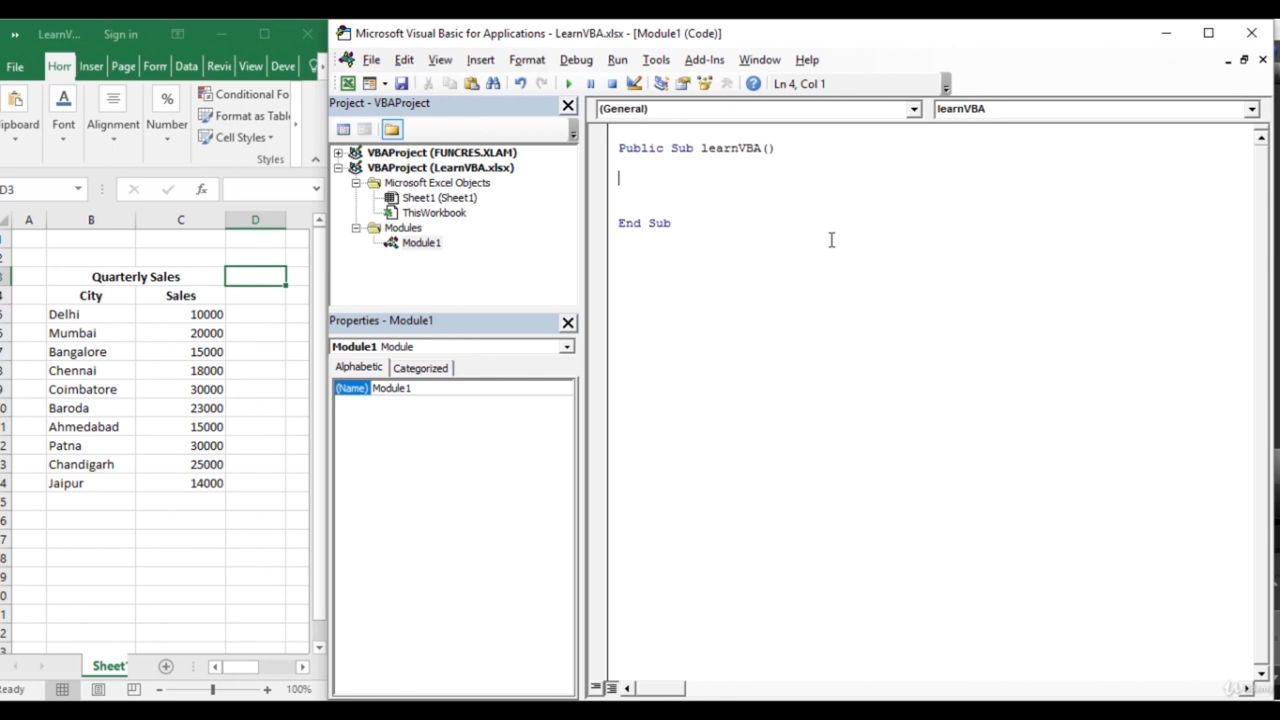 LearnV... Sign in
File Hom Inser Page Form Data Revi View Deve
Conditional Fo
Format as Table
Cell Styles
Font Alignment Number
Styles
D3
A B C D
Quarterly Sales
City Sales
Delhi 10000
Mumbai 20000
Bangalore 15000
Chennai 18000
Coimbatore 30000
Baroda 23000
Ahmedabad 15000
Patna 30000
Chandigarh 25000
Jaipur 14000
Sheet
100%
Microsoft Visual Basic for Applications - LearnVBA.xlsx - [Module1 (Code)]
File Edit View Insert Format Debug Run Tools Add-Ins Window Help
Ln 4, Col 1
Project - VBAProject
VBAProject (FUNCRES.XLAM)
VBAProject (LearnVBA.xlsx)
Microsoft Excel Objects
Sheet1 (Sheet1)
ThisWorkbook
Modules
Module1
Properties - Module1
Module1 Module
Alphabetic Categorized
(Name) Module1
(General) learnVBA
Public Sub learnVBA()
End Sub